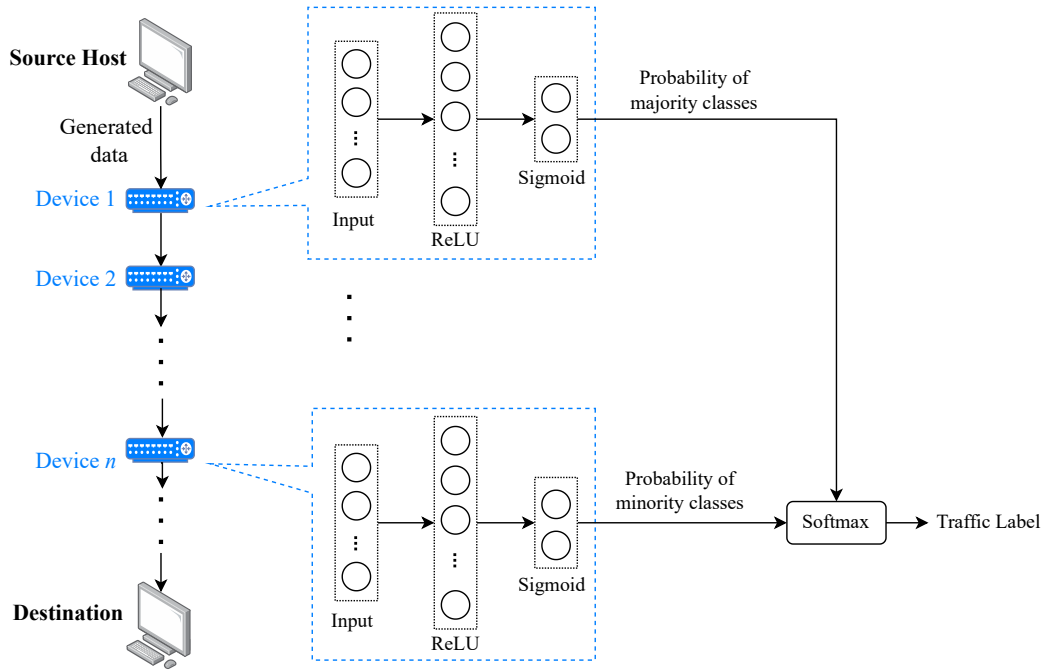 Source Host
Generated
data
Device 1
Device 2
Device n
Destination
Input
ReLU
Sigmoid
Probability of
majority classes
Input
ReLU
Sigmoid
Probability of
minority classes
Softmax
Traffic Label